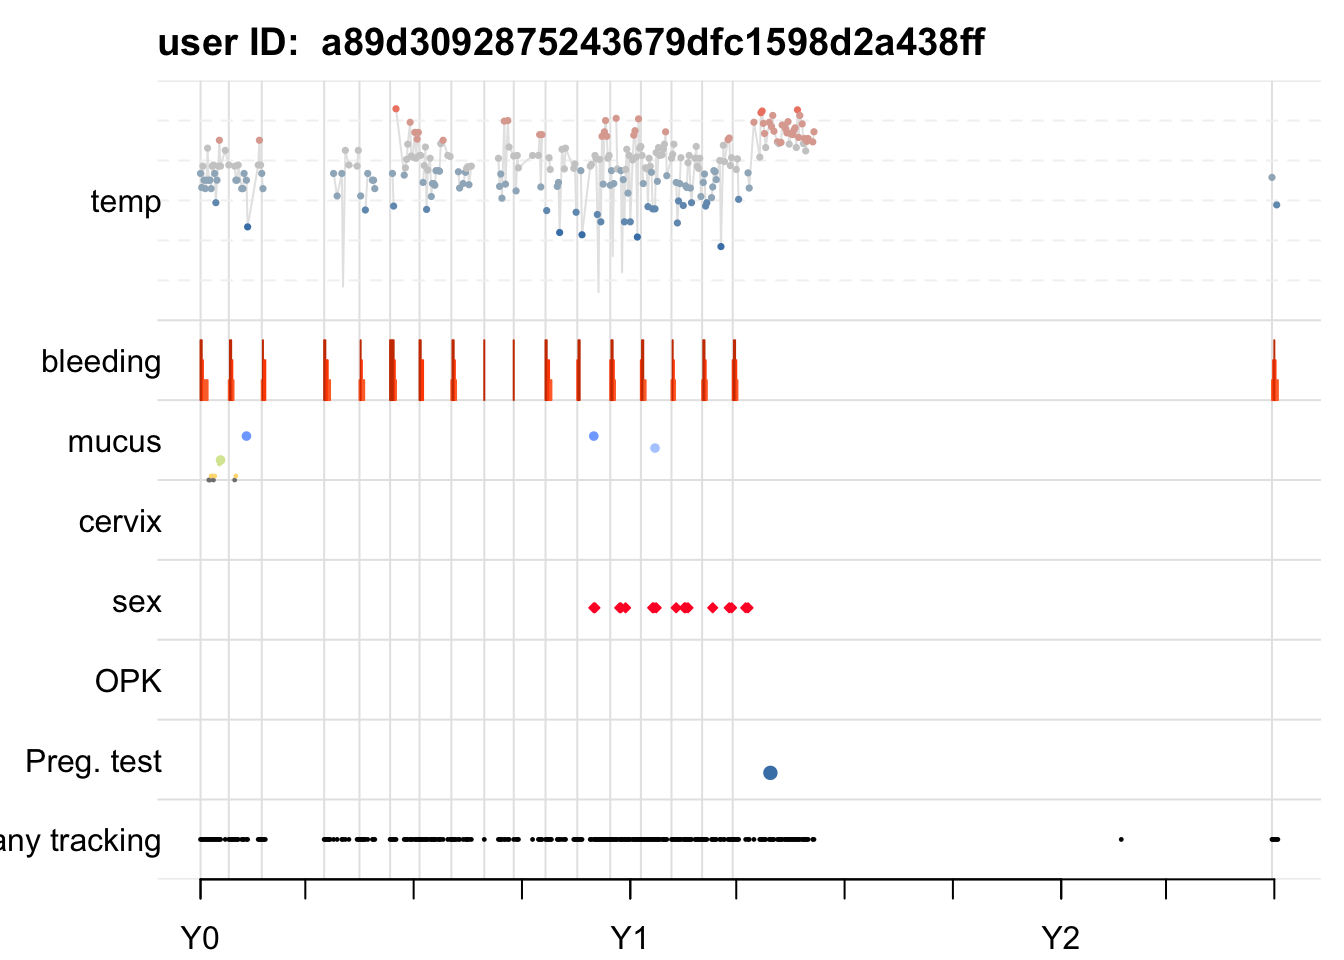 user ID:  a89d3092875243679dfc1598d2a438ff
temp
bleeding
mucus
cervix
sex
OPK
Preg. test
any tracking
Y0 Y1 Y2